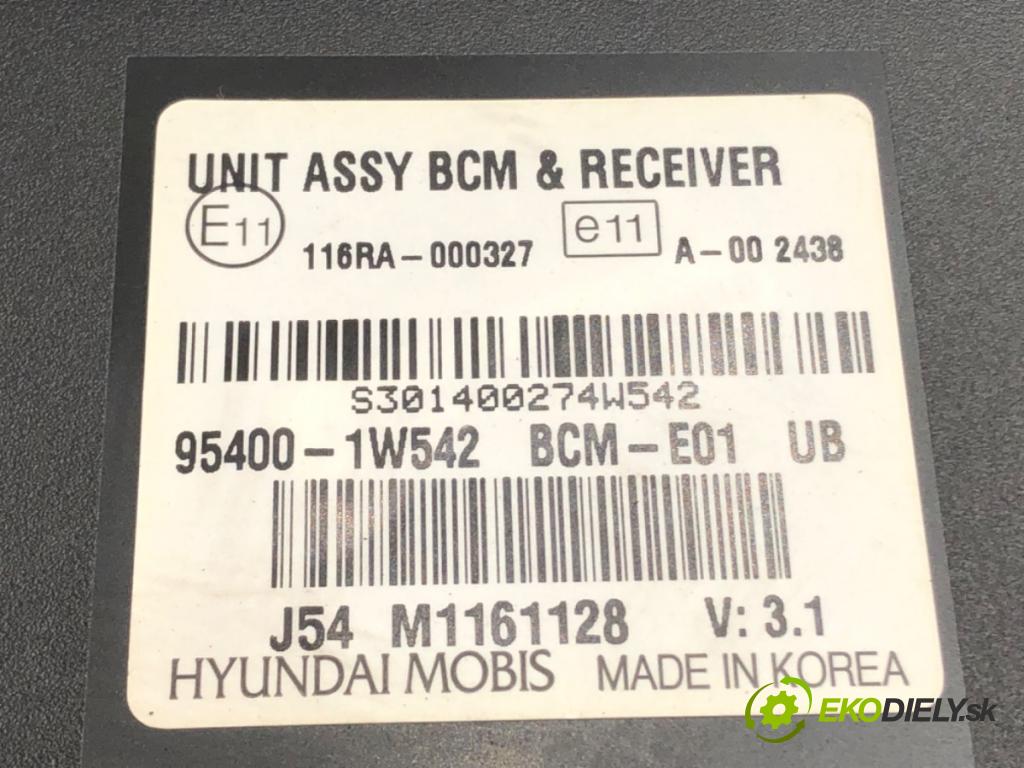 UNIT ASSY BCM & RECEIVER
E11 116RA-000327 e11 A-00 2438
S301400274W542
95400-1W542 BCM-E01 UB
J54 M1161128 V: 3.1
HYUNDAI MOBIS MADE IN KOREA
EKODIELY.sk